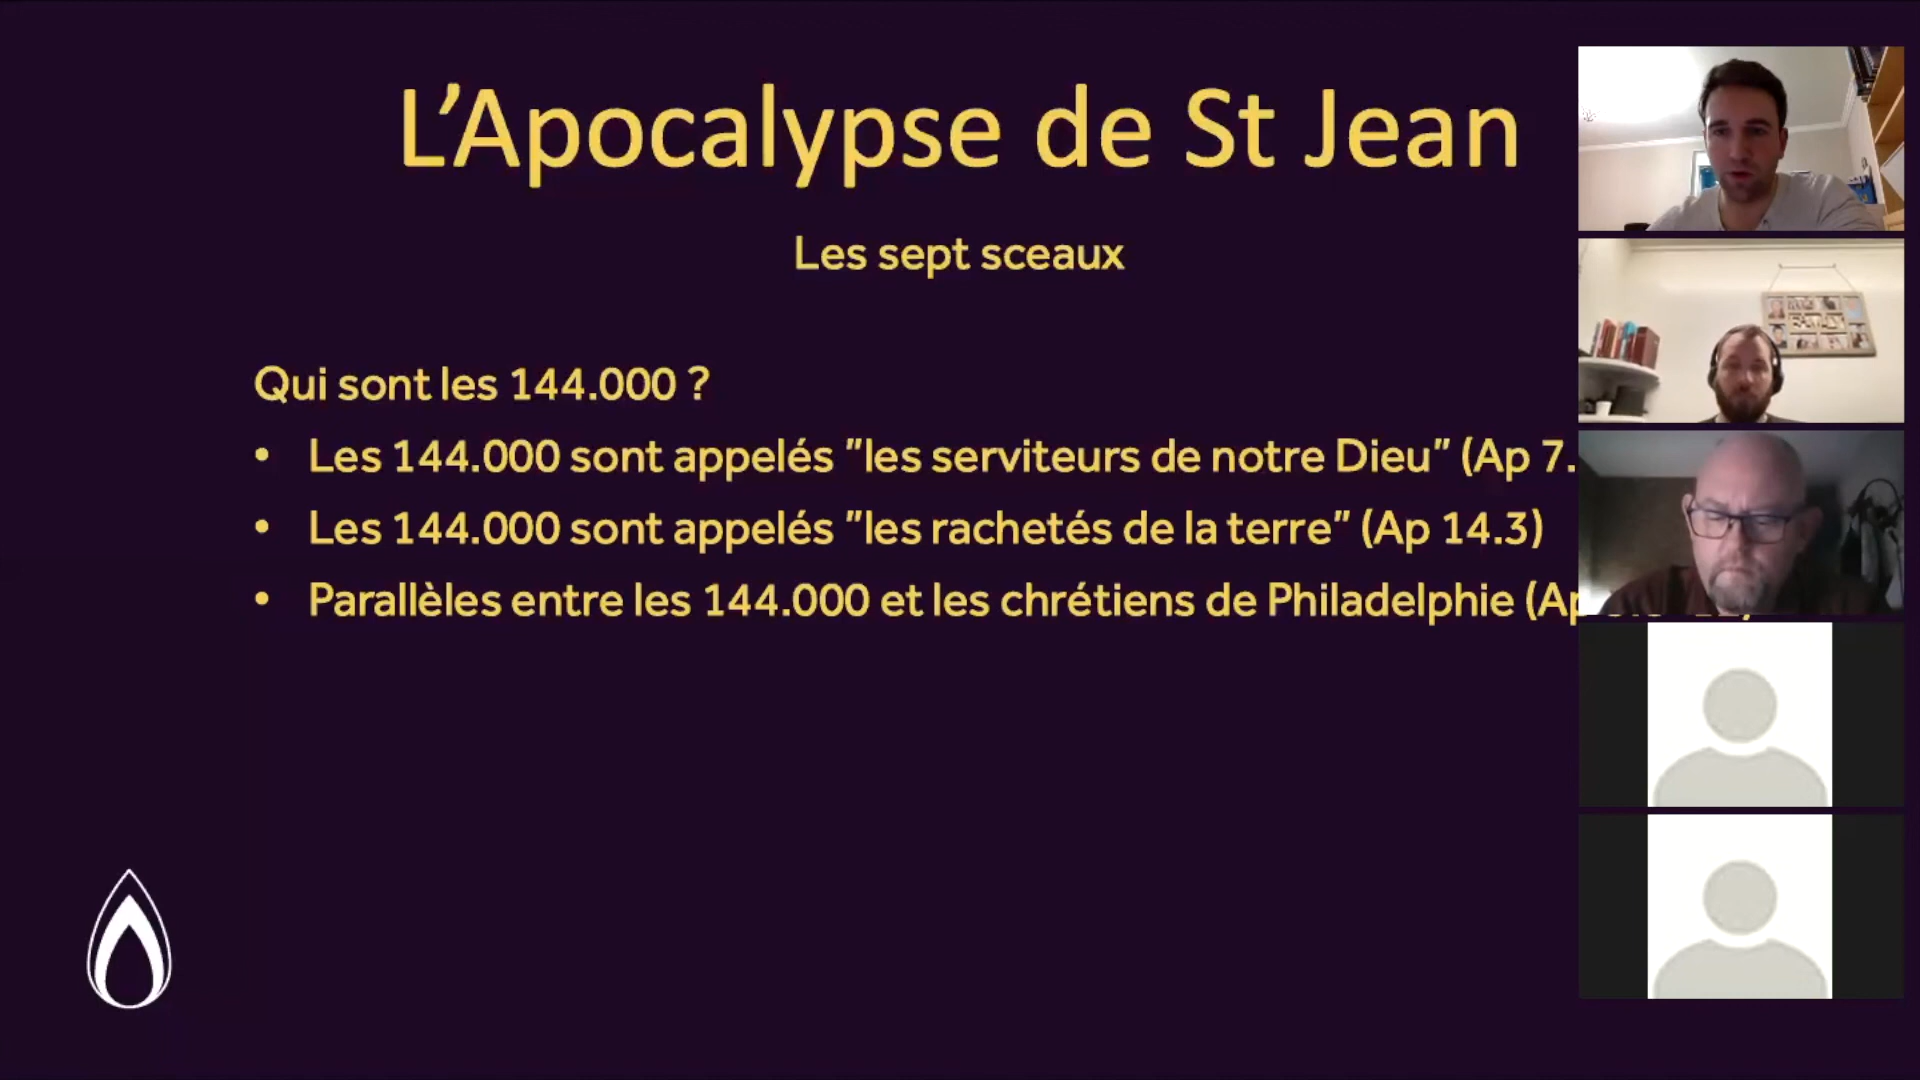 L’Apocalypse de St Jean
Les sept sceaux
Qui sont les 144.000 ?
• Les 144.000 sont appelés ”les serviteurs de notre Dieu” (Ap 7.
• Les 144.000 sont appelés ”les rachetés de la terre” (Ap 14.3)
• Parallèles entre les 144.000 et les chrétiens de Philadelphie (Ap
FAMILY